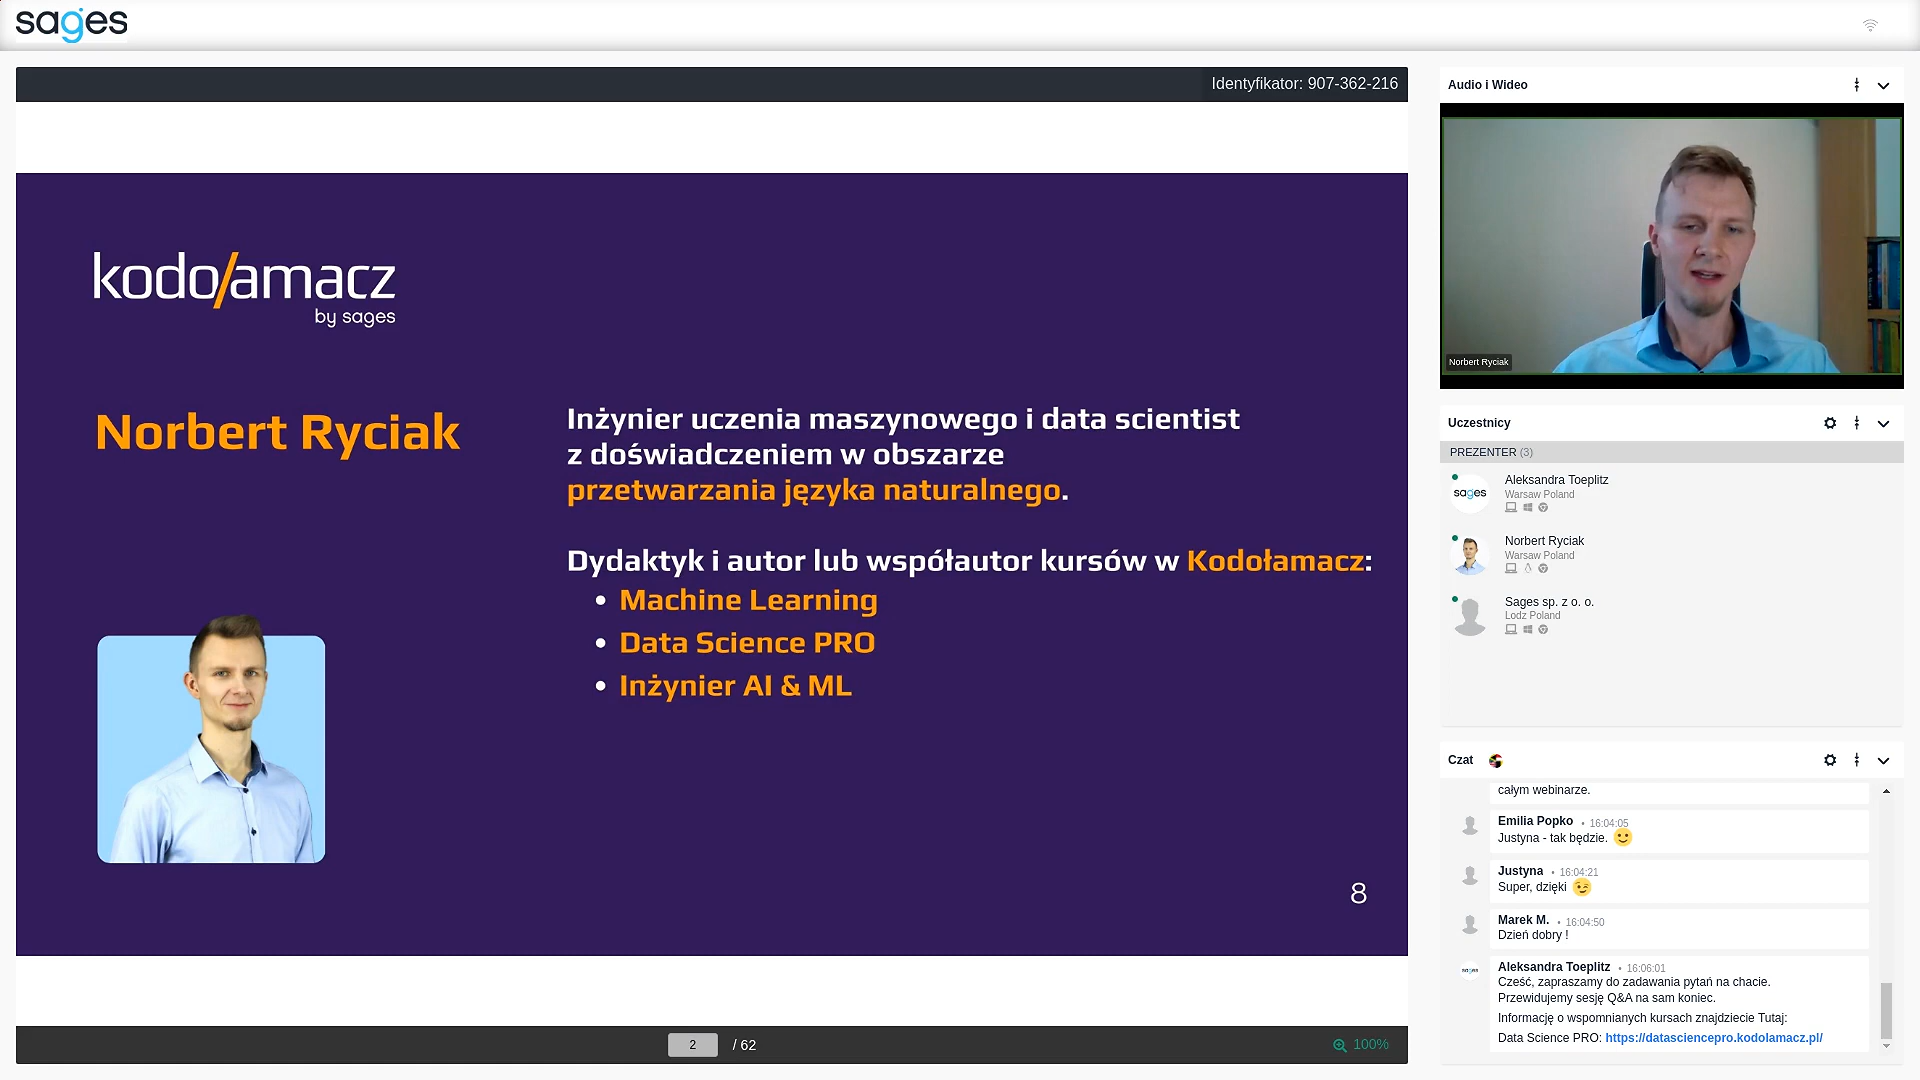 sages
Identyfikator: 907-362-216
kodołamacz
by sages
Norbert Ryciak
Inżynier uczenia maszynowego i data scientist
z doświadczeniem w obszarze
przetwarzania języka naturalnego.
Dydaktyk i autor lub współautor kursów w Kodołamacz:
• Machine Learning
• Data Science PRO
• Inżynier AI & ML
8
2 / 62
100%
Audio i Wideo
Norbert Ryciak
Uczestnicy
PREZENTER (3)
sages
Aleksandra Toeplitz
Warsaw Poland
Norbert Ryciak
Warsaw Poland
Sages sp. z o. o.
Lodz Poland
Czat
całym webinarze.
Emilia Popko • 16:04:05
Justyna - tak będzie. 🙂
Justyna • 16:04:21
Super, dzięki 😉
Marek M. • 16:04:50
Dzień dobry !
sages
Aleksandra Toeplitz • 16:06:01
Cześć, zapraszamy do zadawania pytań na chacie.
Przewidujemy sesję Q&A na sam koniec.
Informację o wspomnianych kursach znajdziecie Tutaj:
Data Science PRO: https://datasciencepro.kodolamacz.pl/